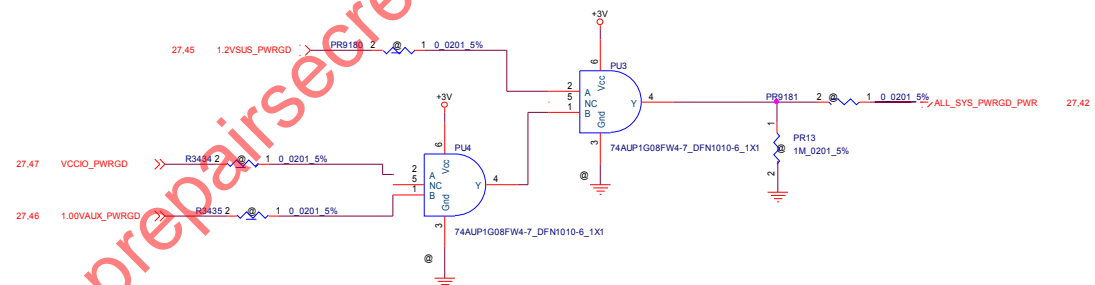 +3V
27,45 1.2VSUS_PWRGD PR9180 2 @ 1 0_0201_5%
PU3
6
Vcc
2 A
5 NC
1 B
Y 4
Gnd
3
74AUP1G08FW4-7_DFN1010-6_1X1
@
PR9181 2 @ 1 0_0201_5% ALL_SYS_PWRGD_PWR 27,42
1
PR13
@
1M_0201_5%
2
+3V
PU4
6
Vcc
27,47 VCCIO_PWRGD R3434 2 @ 1 0_0201_5%
2 A
5 NC
1 B
Y 4
Gnd
3
27,46 1.00VAUX_PWRGD R3435 2 @ 1 0_0201_5%
74AUP1G08FW4-7_DFN1010-6_1X1
@
prepairsecre